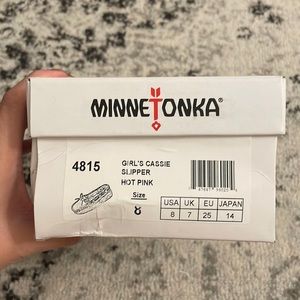 MINNETONKA®
4815
GIRL'S CASSIE
SLIPPER
HOT PINK
Size
8
USA UK EU JAPAN
8 7 25 14